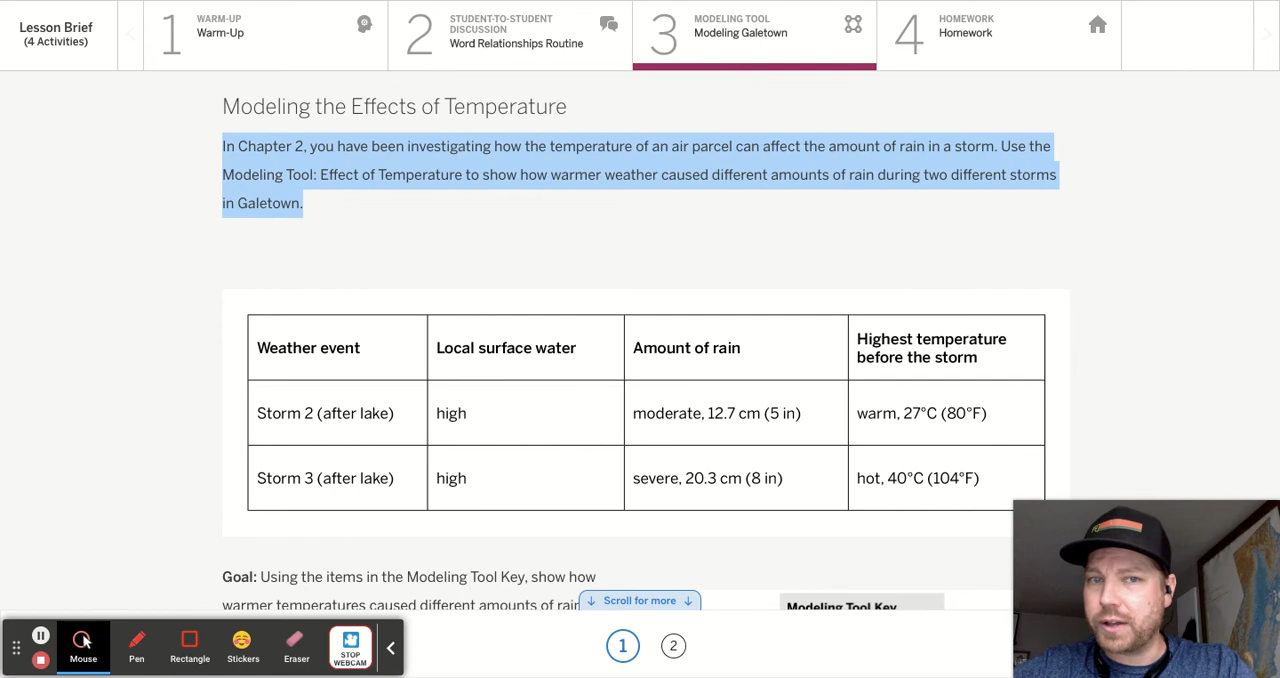 Lesson Brief
(4 Activities)
1
WARM-UP
Warm-Up
2
STUDENT-TO-STUDENT
DISCUSSION
Word Relationships Routine
3
MODELING TOOL
Modeling Galetown
4
HOMEWORK
Homework
Modeling the Effects of Temperature
In Chapter 2, you have been investigating how the temperature of an air parcel can affect the amount of rain in a storm. Use the
Modeling Tool: Effect of Temperature to show how warmer weather caused different amounts of rain during two different storms
in Galetown.
Weather event Local surface water Amount of rain Highest temperature before the storm
Storm 2 (after lake) high moderate, 12.7 cm (5 in) warm, 27°C (80°F)
Storm 3 (after lake) high severe, 20.3 cm (8 in) hot, 40°C (104°F)
Goal: Using the items in the Modeling Tool Key, show how
warmer temperatures caused different amounts of rain
↓ Scroll for more ↓
Modeling Tool Key
1 2
Mouse
Pen
Rectangle
Stickers
Eraser
STOP
WEBCAM